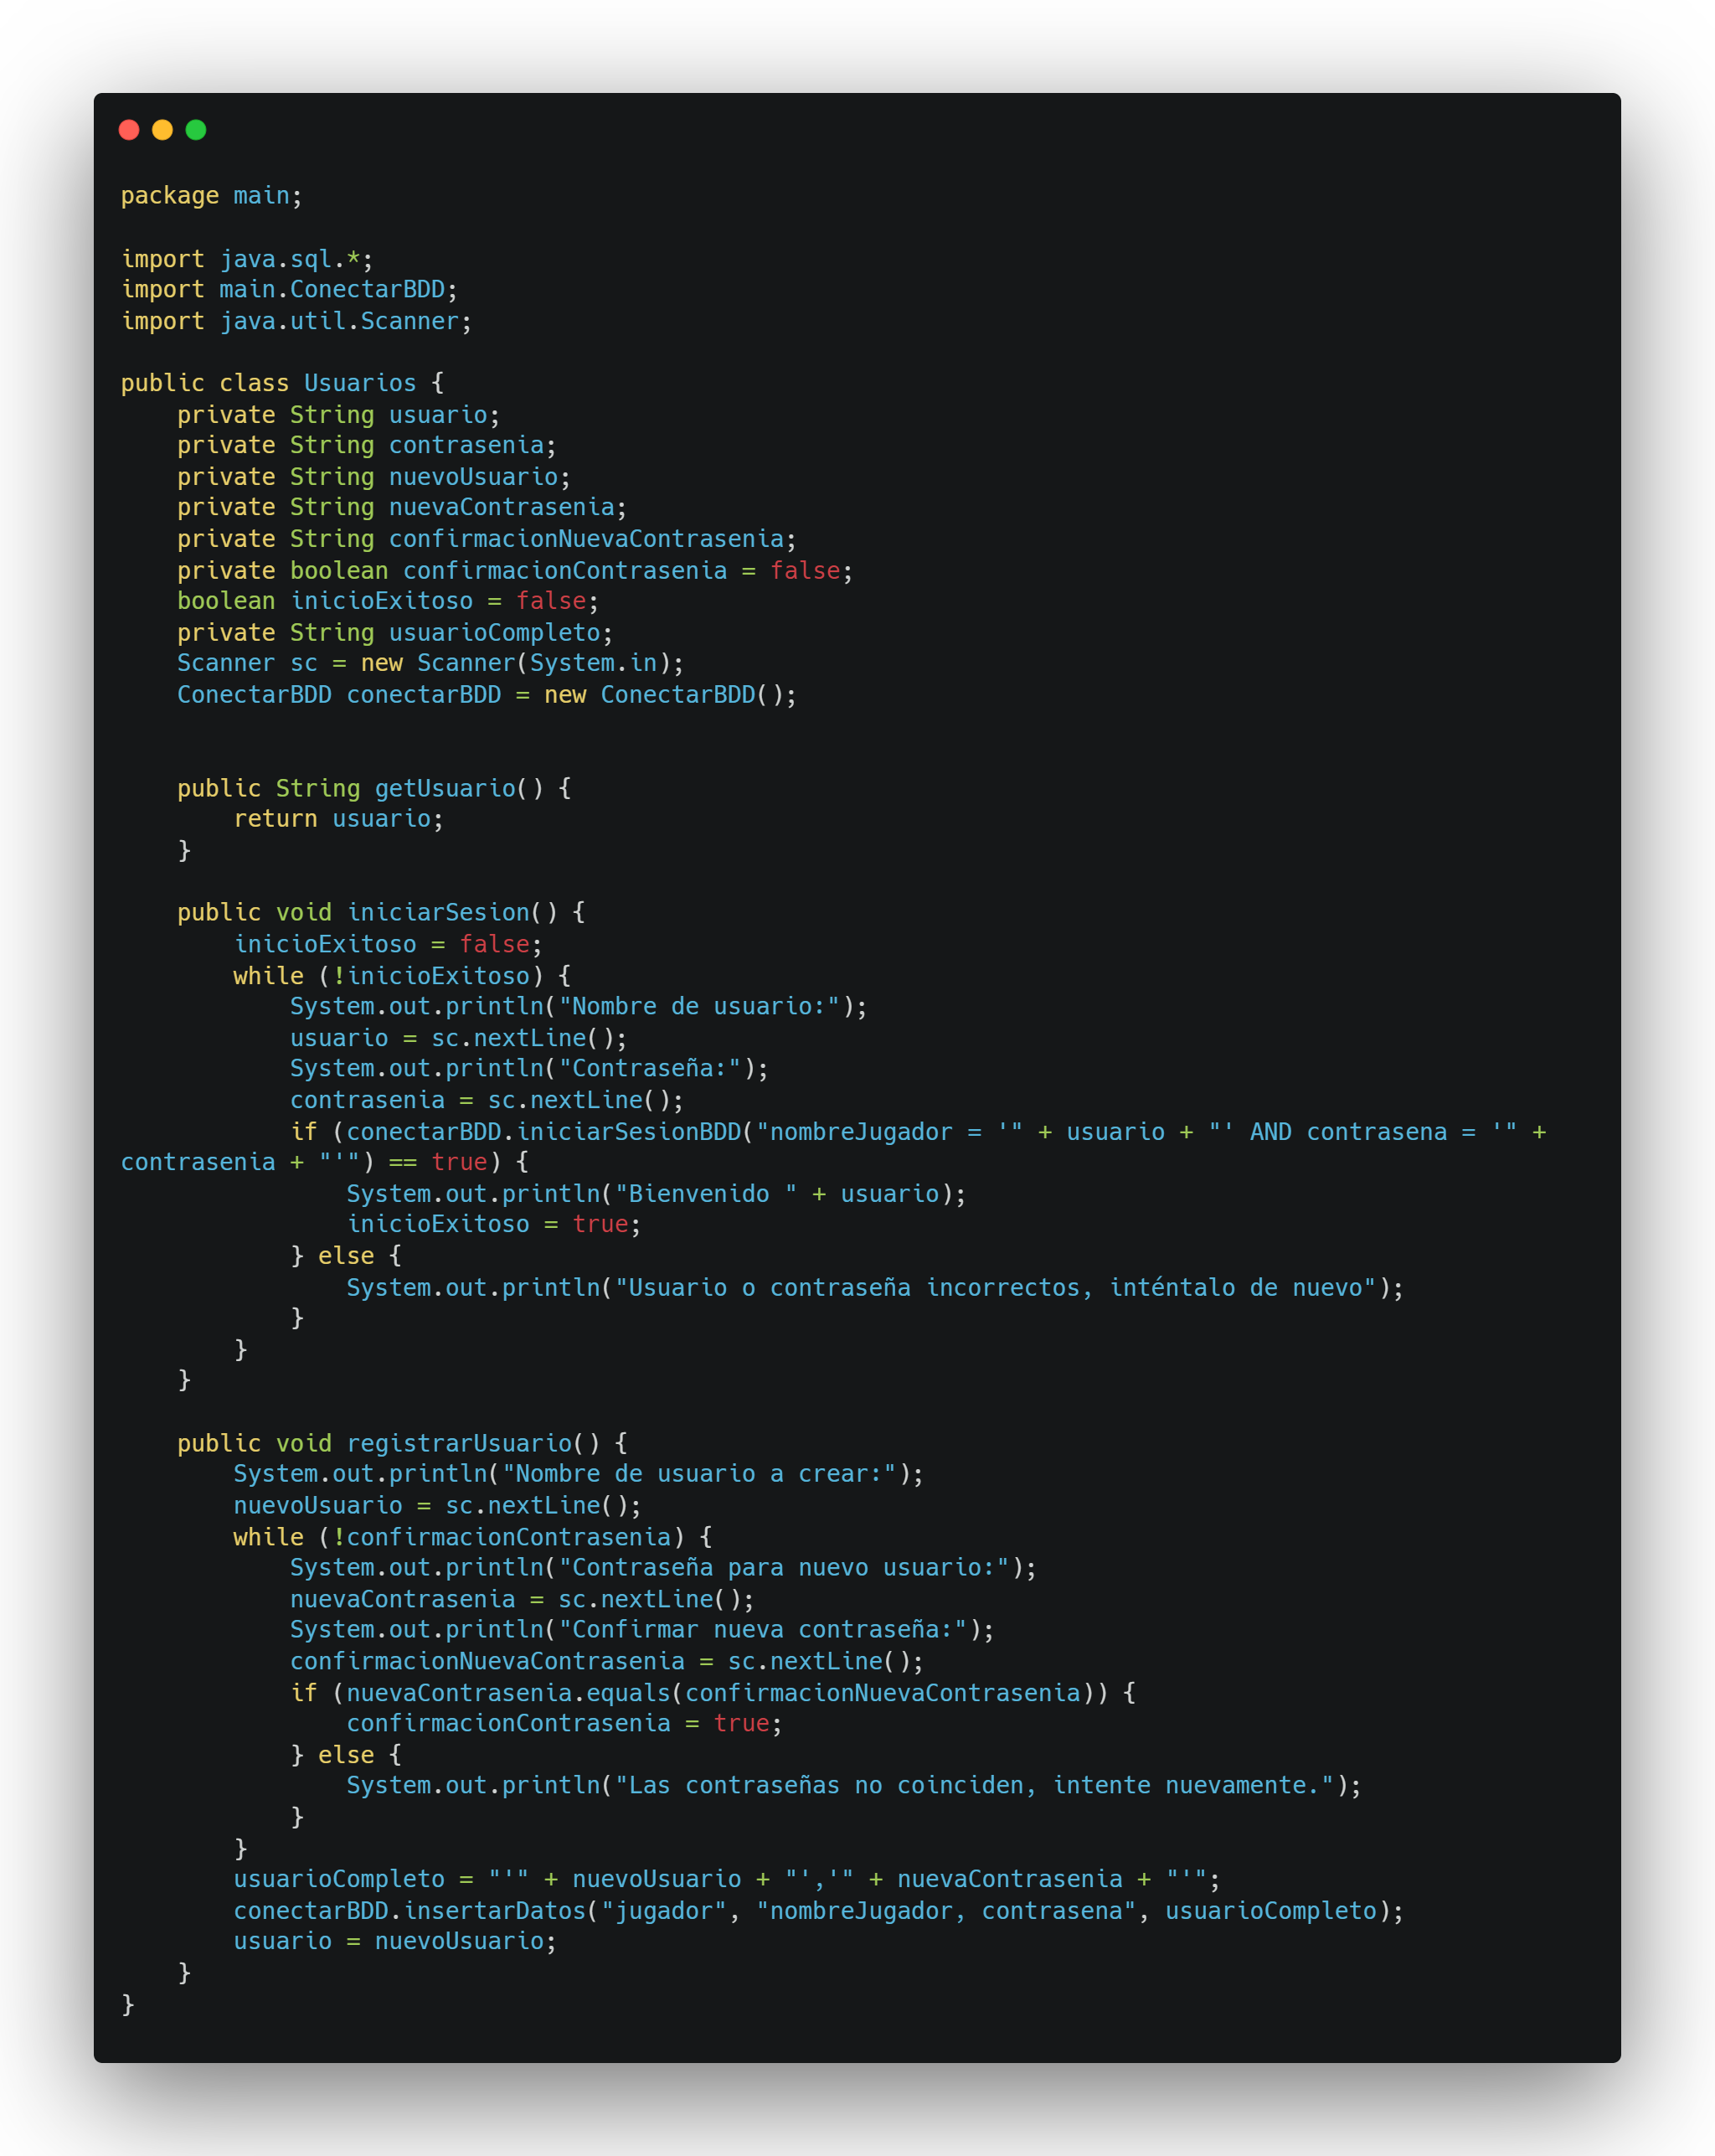 package main;

import java.sql.*;
import main.ConectarBDD;
import java.util.Scanner;

public class Usuarios {
    private String usuario;
    private String contrasenia;
    private String nuevoUsuario;
    private String nuevaContrasenia;
    private String confirmacionNuevaContrasenia;
    private boolean confirmacionContrasenia = false;
    boolean inicioExitoso = false;
    private String usuarioCompleto;
    Scanner sc = new Scanner(System.in);
    ConectarBDD conectarBDD = new ConectarBDD();


    public String getUsuario() {
        return usuario;
    }

    public void iniciarSesion() {
        inicioExitoso = false;
        while (!inicioExitoso) {
            System.out.println("Nombre de usuario:");
            usuario = sc.nextLine();
            System.out.println("Contraseña:");
            contrasenia = sc.nextLine();
            if (conectarBDD.iniciarSesionBDD("nombreJugador = '" + usuario + "' AND contrasena = '" +
contrasenia + "'") == true) {
                System.out.println("Bienvenido " + usuario);
                inicioExitoso = true;
            } else {
                System.out.println("Usuario o contraseña incorrectos, inténtalo de nuevo");
            }
        }
    }

    public void registrarUsuario() {
        System.out.println("Nombre de usuario a crear:");
        nuevoUsuario = sc.nextLine();
        while (!confirmacionContrasenia) {
            System.out.println("Contraseña para nuevo usuario:");
            nuevaContrasenia = sc.nextLine();
            System.out.println("Confirmar nueva contraseña:");
            confirmacionNuevaContrasenia = sc.nextLine();
            if (nuevaContrasenia.equals(confirmacionNuevaContrasenia)) {
                confirmacionContrasenia = true;
            } else {
                System.out.println("Las contraseñas no coinciden, intente nuevamente.");
            }
        }
        usuarioCompleto = "'" + nuevoUsuario + "','" + nuevaContrasenia + "'";
        conectarBDD.insertarDatos("jugador", "nombreJugador, contrasena", usuarioCompleto);
        usuario = nuevoUsuario;
    }
}